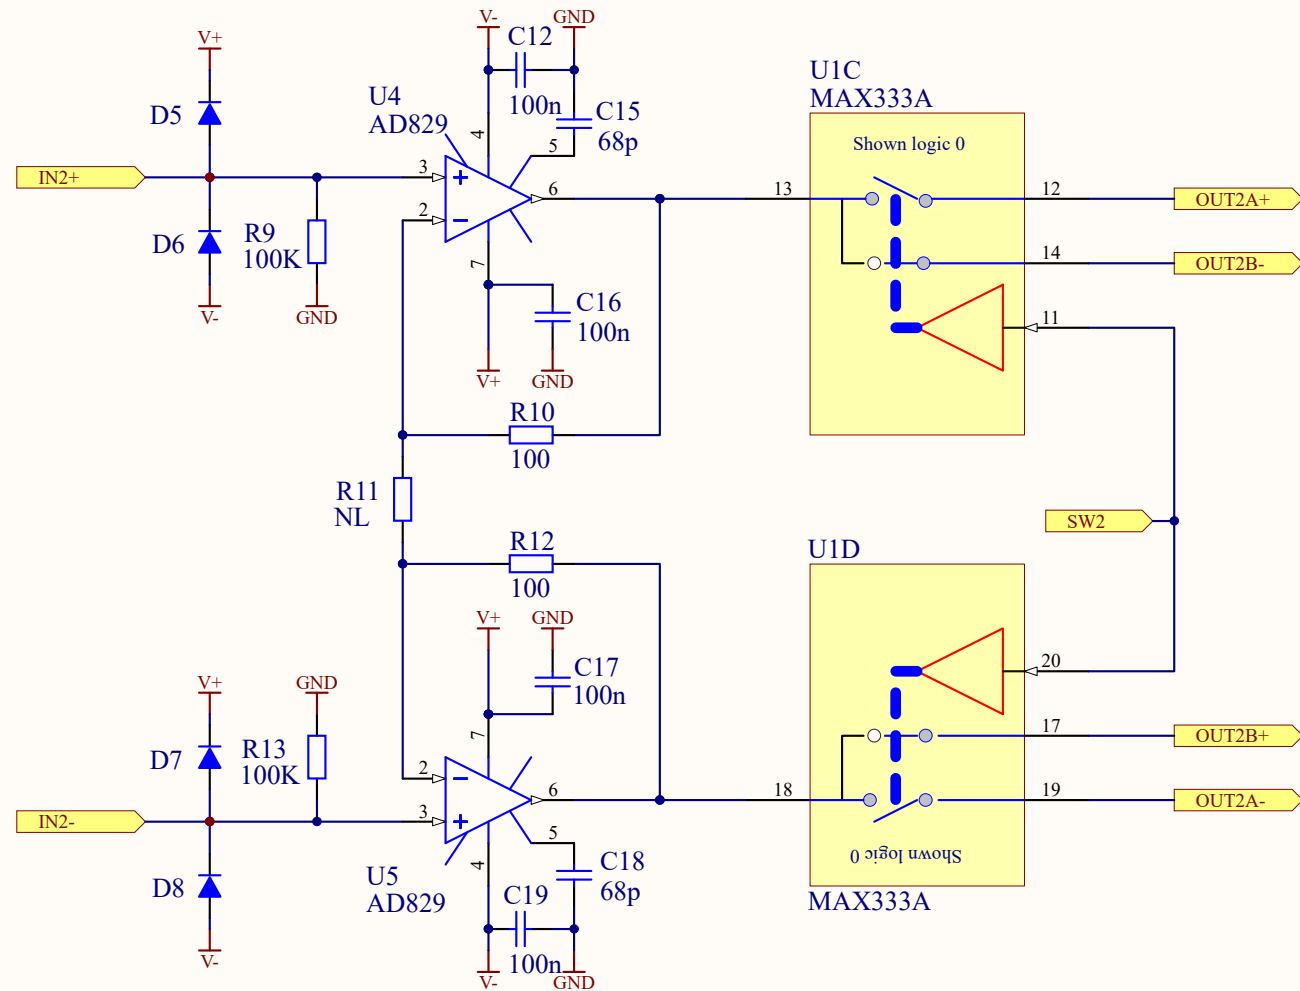 V+
D5
IN2+
D6
R9
100K
V-
GND
V-
GND
C12
100n
U4
AD829
C15
68p
4
5
3
2
6
7
C16
100n
V+
GND
R10
100
R11
NL
R12
100
U1C
MAX333A
Shown logic 0
13
12
14
11
OUT2A+
OUT2B-
SW2
V+
GND
C17
100n
V+
GND
D7
R13
100K
IN2-
D8
V-
7
2
3
6
5
4
U5
AD829
C18
68p
C19
100n
V-
GND
U1D
20
17
18
19
Shown logic 0
MAX333A
OUT2B+
OUT2A-